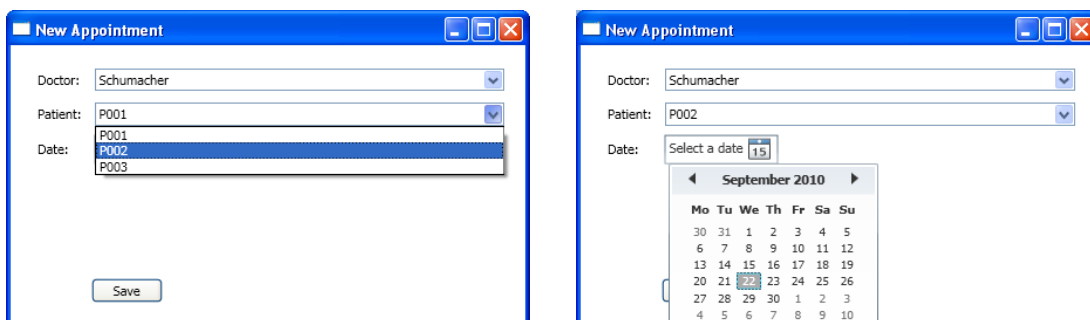 New Appointment
Doctor: Schumacher
Patient: P001
P001
Date: P002
P003
Save
New Appointment
Doctor: Schumacher
Patient: P002
Date: Select a date 15
September 2010
Mo Tu We Th Fr Sa Su
30 31 1 2 3 4 5
6 7 8 9 10 11 12
13 14 15 16 17 18 19
20 21 22 23 24 25 26
27 28 29 30 1 2 3
4 5 6 7 8 9 10